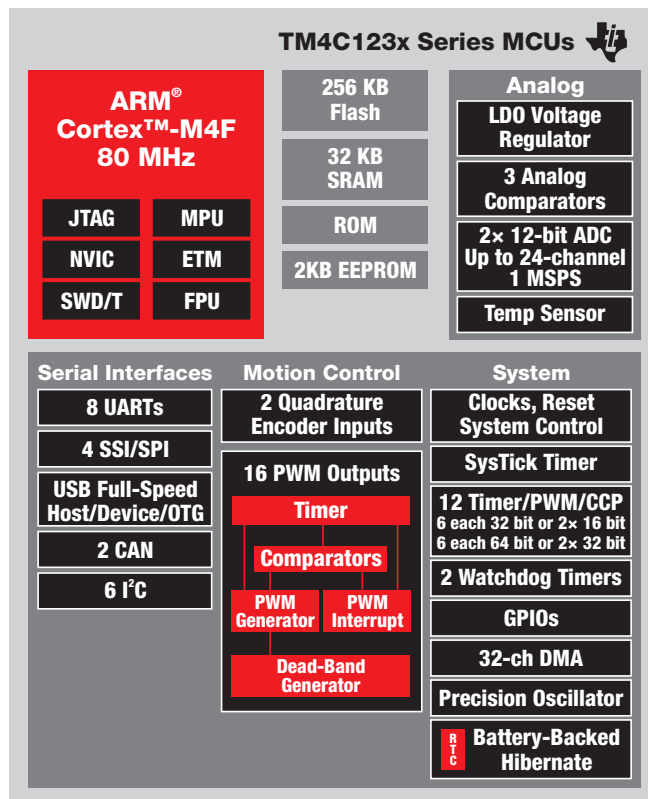 TM4C123x Series MCUs
ARM®
Cortex™-M4F
80 MHz
JTAG
MPU
NVIC
ETM
SWD/T
FPU
256 KB
Flash
32 KB
SRAM
ROM
2KB EEPROM
Analog
LDO Voltage
Regulator
3 Analog
Comparators
2× 12-bit ADC
Up to 24-channel
1 MSPS
Temp Sensor
Serial Interfaces
8 UARTs
4 SSI/SPI
USB Full-Speed
Host/Device/OTG
2 CAN
6 I²C
Motion Control
2 Quadrature
Encoder Inputs
16 PWM Outputs
Timer
Comparators
PWM
Generator
PWM
Interrupt
Dead-Band
Generator
System
Clocks, Reset
System Control
SysTick Timer
12 Timer/PWM/CCP
6 each 32 bit or 2× 16 bit
6 each 64 bit or 2× 32 bit
2 Watchdog Timers
GPIOs
32-ch DMA
Precision Oscillator
RTC
Battery-Backed
Hibernate